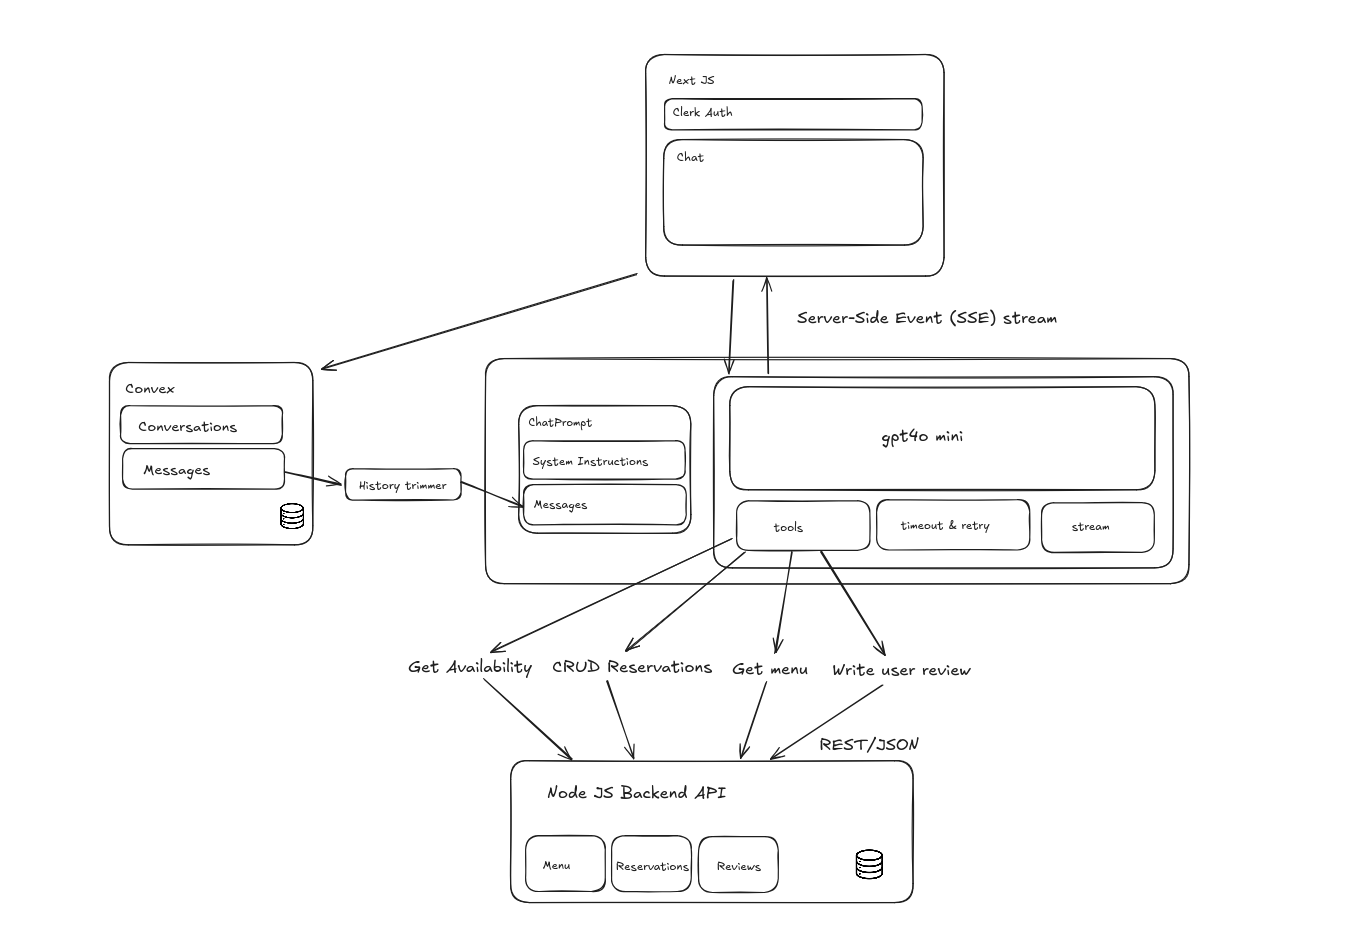 Next JS
Clerk Auth
Chat
Server-Side Event (SSE) stream
Convex
Conversations
Messages
History trimmer
ChatPrompt
System Instructions
Messages
gpt4o mini
tools
timeout & retry
stream
Get Availability
CRUD Reservations
Get menu
Write user review
REST/JSON
Node JS Backend API
Menu
Reservations
Reviews